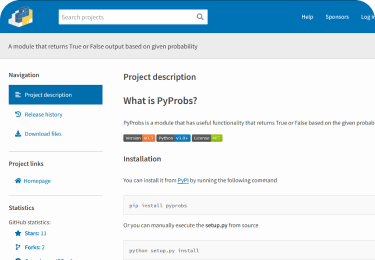 Search projects
Help
Sponsors
Log in
A module that returns True or False output based on given probability
Navigation
Project description
Release history
Download files
Project links
Homepage
Statistics
GitHub statistics:
Stars: 11
Forks: 2
Project description
What is PyProbs?
PyProbs is a module that has useful functionality that returns True or False based on the given probab
Version
Python
License
Installation
You can install it from PyPI by running the following command
pip install pyprobs
Or you can manually execute the setup.py from source
python setup.py install